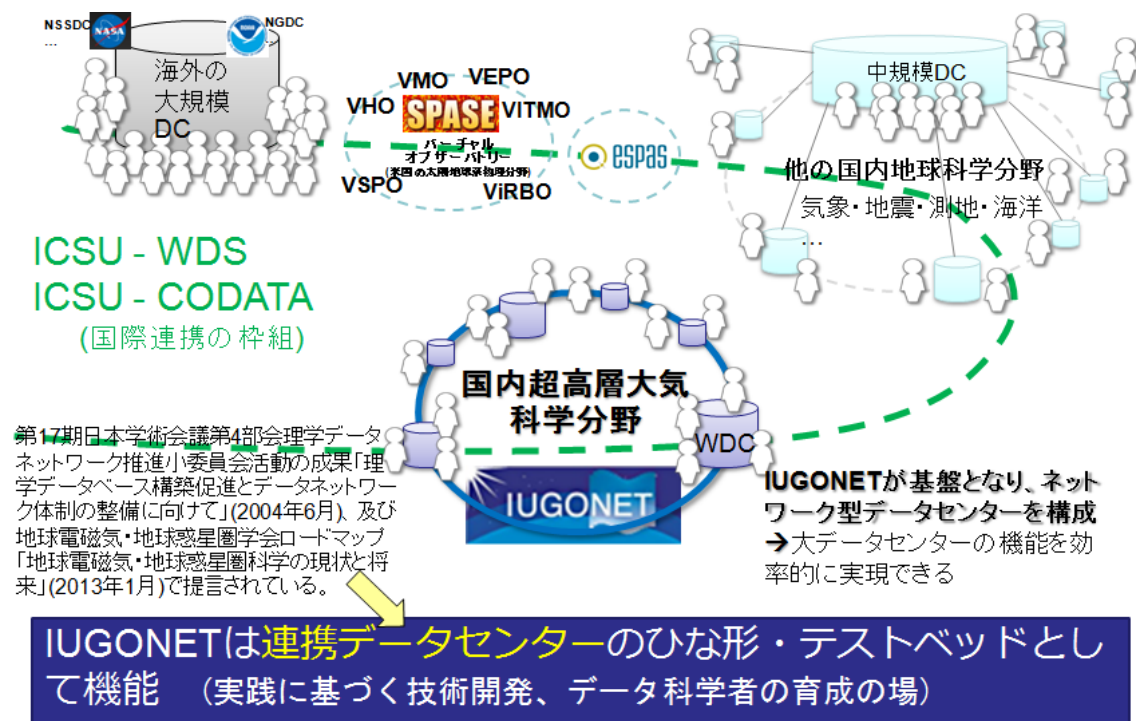 NSSDC
...
NASA
NGDC
海外の
大規模
DC
VMO
VEPO
VHO
SPASE
VITMO
バーチャル
オブザーバトリー
(米国の太陽地球系物理分野)
VSPO
ViRBO
espas
中規模DC
他の国内地球科学分野
気象・地震・測地・海洋
...
ICSU - WDS
ICSU - CODATA
(国際連携の枠組)
国内超高層大気
科学分野
WDC
IUGONET
第17期日本学術会議第4部会理学データ
ネットワーク推進小委員会活動の成果「理
学データベース構築促進とデータネットワー
ク体制の整備に向けて」(2004年6月)、及び
地球電磁気・地球惑星圏学会ロードマップ
「地球電磁気・地球惑星圏科学の現状と将
来」(2013年1月)で提言されている。
IUGONETが基盤となり、ネット
ワーク型データセンターを構成
→大データセンターの機能を効
率的に実現できる
IUGONETは連携データセンターのひな形・テストベッドとし
て機能 （実践に基づく技術開発、データ科学者の育成の場）